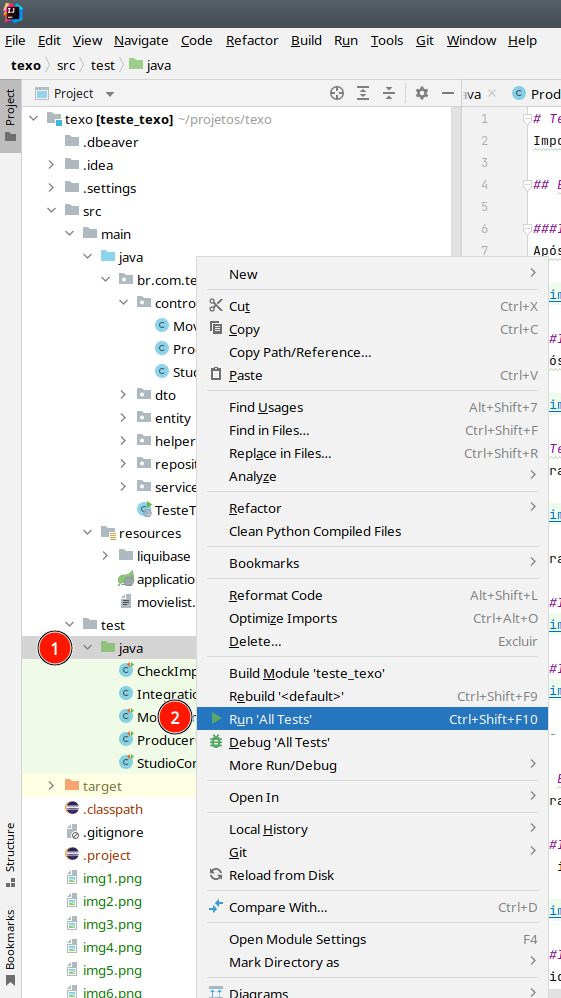 File Edit View Navigate Code Refactor Build Run Tools Git Window Help
texo src test java
Project
Project
texo [teste_texo] ~/projetos/texo
.dbeaver
.idea
.settings
src
main
java
br.com.te
contro
Mov
Pro
Stud
dto
entity
helper
reposit
service
TesteT
resources
liquibase
applicatio
movielist.
test
1
java
CheckImp
Integratio
Mo
Producer
StudioCon
target
.classpath
.gitignore
.project
img1.png
img2.png
img3.png
img4.png
img5.png
img6.png
Structure
Bookmarks
New
Cut Ctrl+X
Copy Ctrl+C
Copy Path/Reference...
Paste Ctrl+V
Find Usages Alt+Shift+7
Find in Files... Ctrl+Shift+F
Replace in Files... Ctrl+Shift+R
Analyze
Refactor
Clean Python Compiled Files
Bookmarks
Reformat Code Alt+Shift+L
Optimize Imports Ctrl+Alt+O
Delete... Excluir
Build Module 'teste_texo'
Rebuild '<default>' Ctrl+Shift+F9
2
Run 'All Tests' Ctrl+Shift+F10
Debug 'All Tests'
More Run/Debug
Open In
Local History
Git
Reload from Disk
Compare With... Ctrl+D
Open Module Settings F4
Mark Directory as
Diagrams
ava Prod
1 # Te
2 Impo
3
4 ## E
5
6 ###I
7 Após